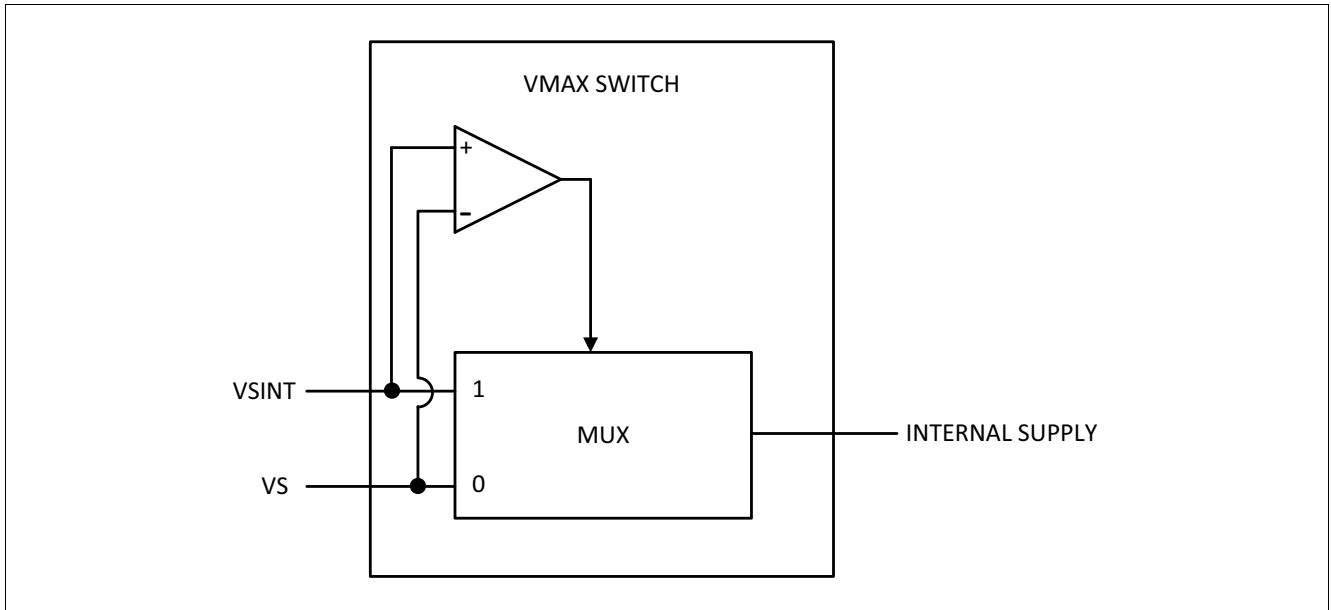 VMAX SWITCH
+
-
VSINT
1
MUX
INTERNAL SUPPLY
VS
0